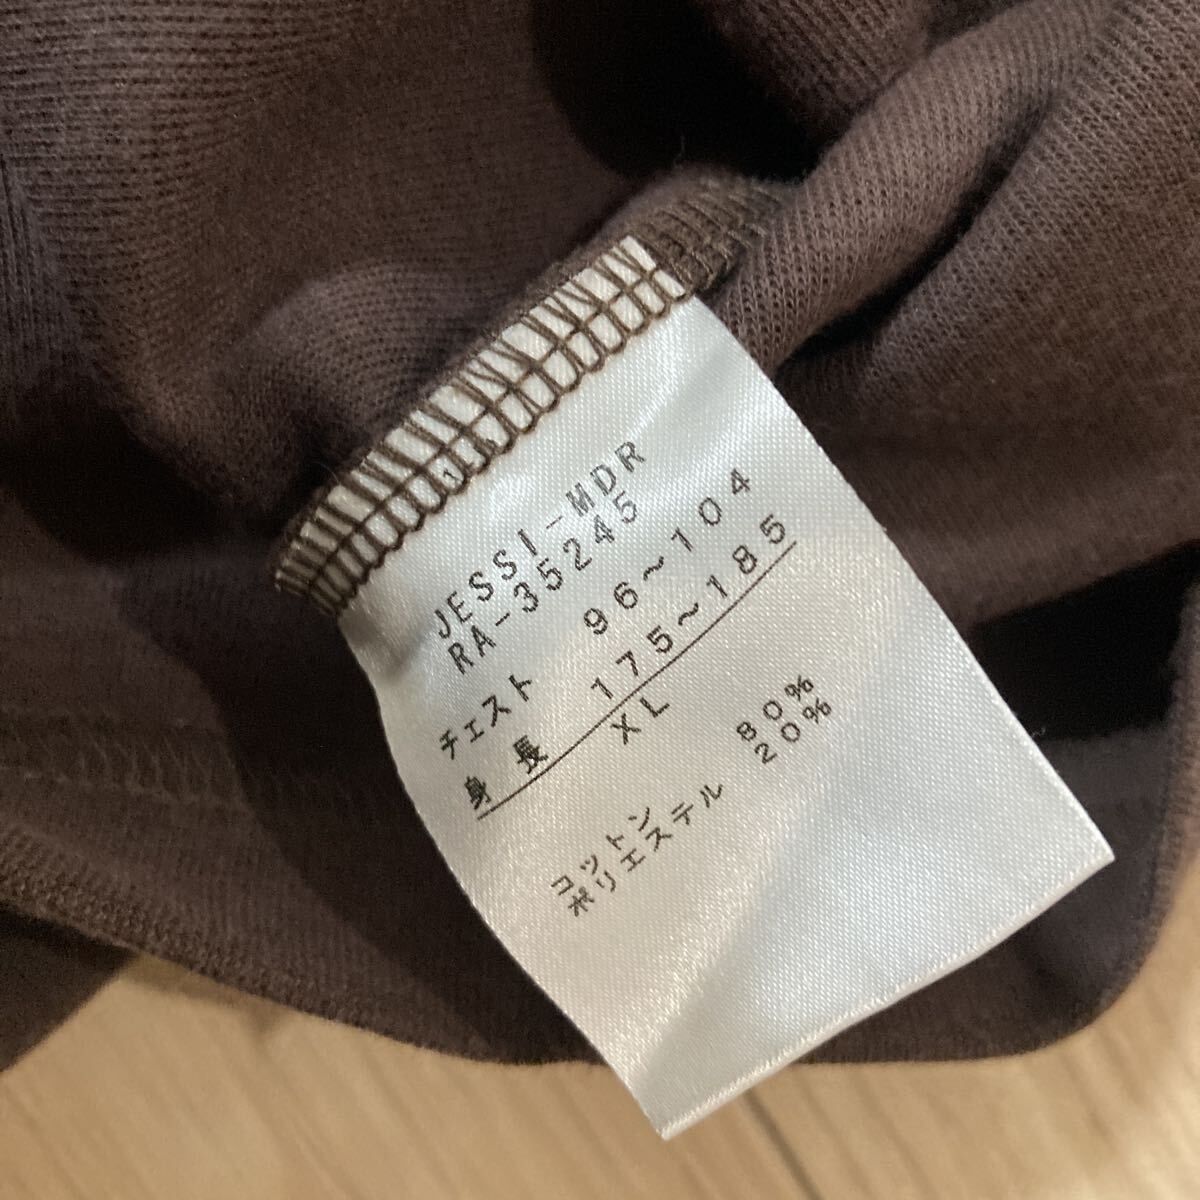 1
JESSI-MDR
RA-35245
チェスト 96〜104
身長 175〜185
XL
コットン 80%
ポリエステル 20%